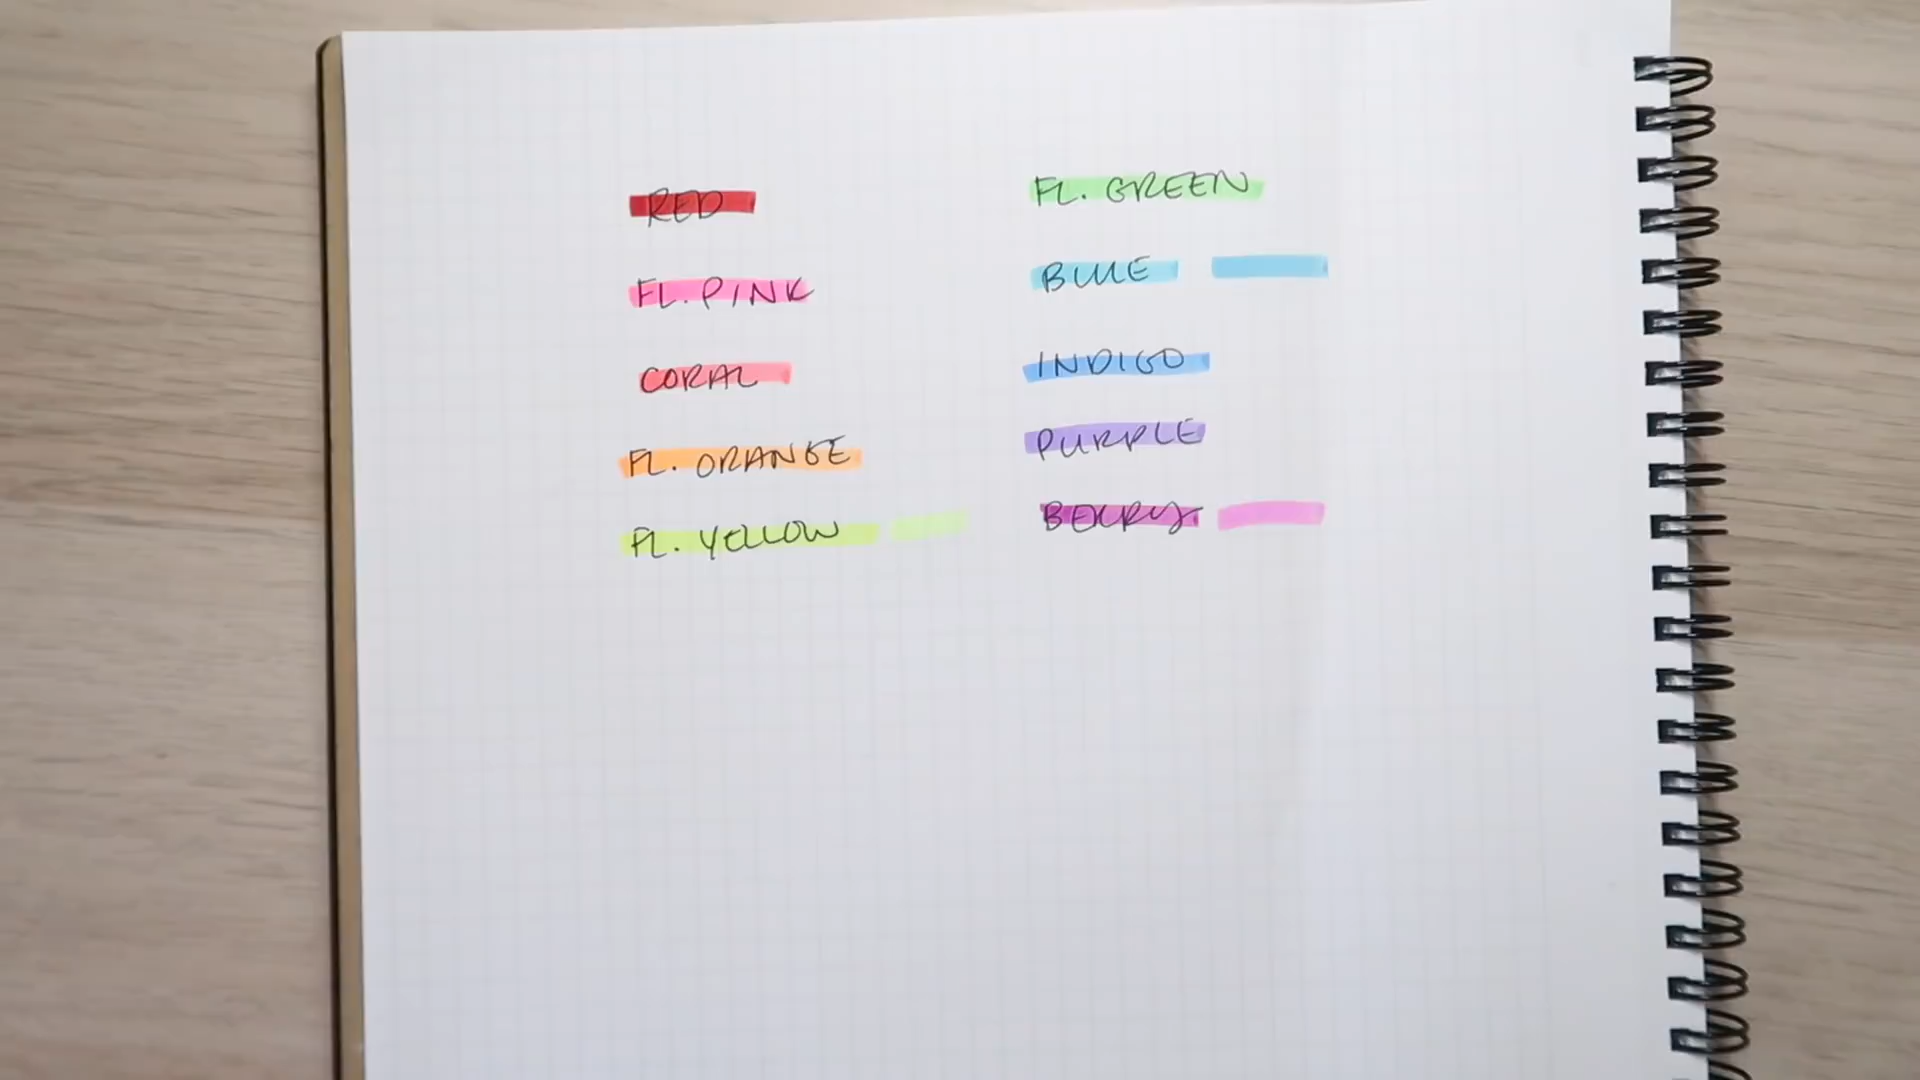 RED
FL. PINK
CORAL
FL. ORANGE
FL. YELLOW
FL. GREEN
BLUE
INDIGO
PURPLE
BERRY